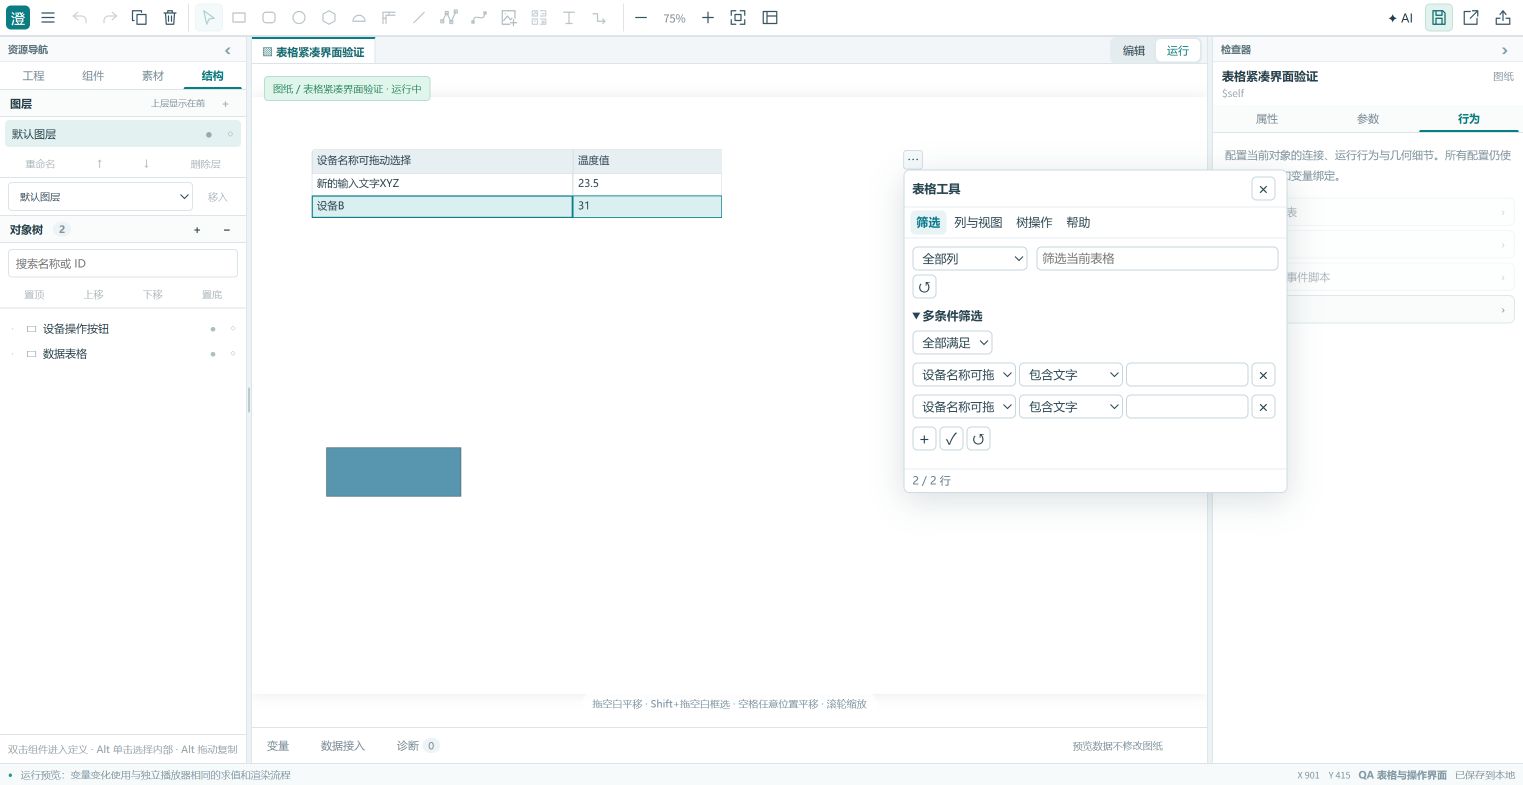 澄
75%
AI
资源导航
工程 组件 素材 结构
图层 上层显示在前 +
默认图层
重命名 ↑ ↓ 删除层
默认图层 移入
对象树 2 + −
搜索名称或 ID
置顶 上移 下移 置底
设备操作按钮
数据表格
双击组件进入定义 · Alt 单击选择内部 · Alt 拖动复制
表格紧凑界面验证
编辑 运行
图纸 / 表格紧凑界面验证 · 运行中
设备名称可拖动选择 温度值
新的输入文字XYZ 23.5
设备B 31
拖空白平移 · Shift+拖空白框选 · 空格任意位置平移 · 滚轮缩放
变量 数据接入 诊断 0 预览数据不修改图纸
表格工具
筛选 列与视图 树操作 帮助
全部列 筛选当前表格
多条件筛选
全部满足
设备名称可拖 包含文字
设备名称可拖 包含文字
2 / 2 行
检查器
表格紧凑界面验证 图纸
$self
属性 参数 行为
配置当前对象的连接、运行行为与几何细节。所有配置仍使
变量绑定。
表
事件脚本
运行预览：变量变化使用与独立播放器相同的求值和渲染流程
X 901 Y 415 QA 表格与操作界面 已保存到本地